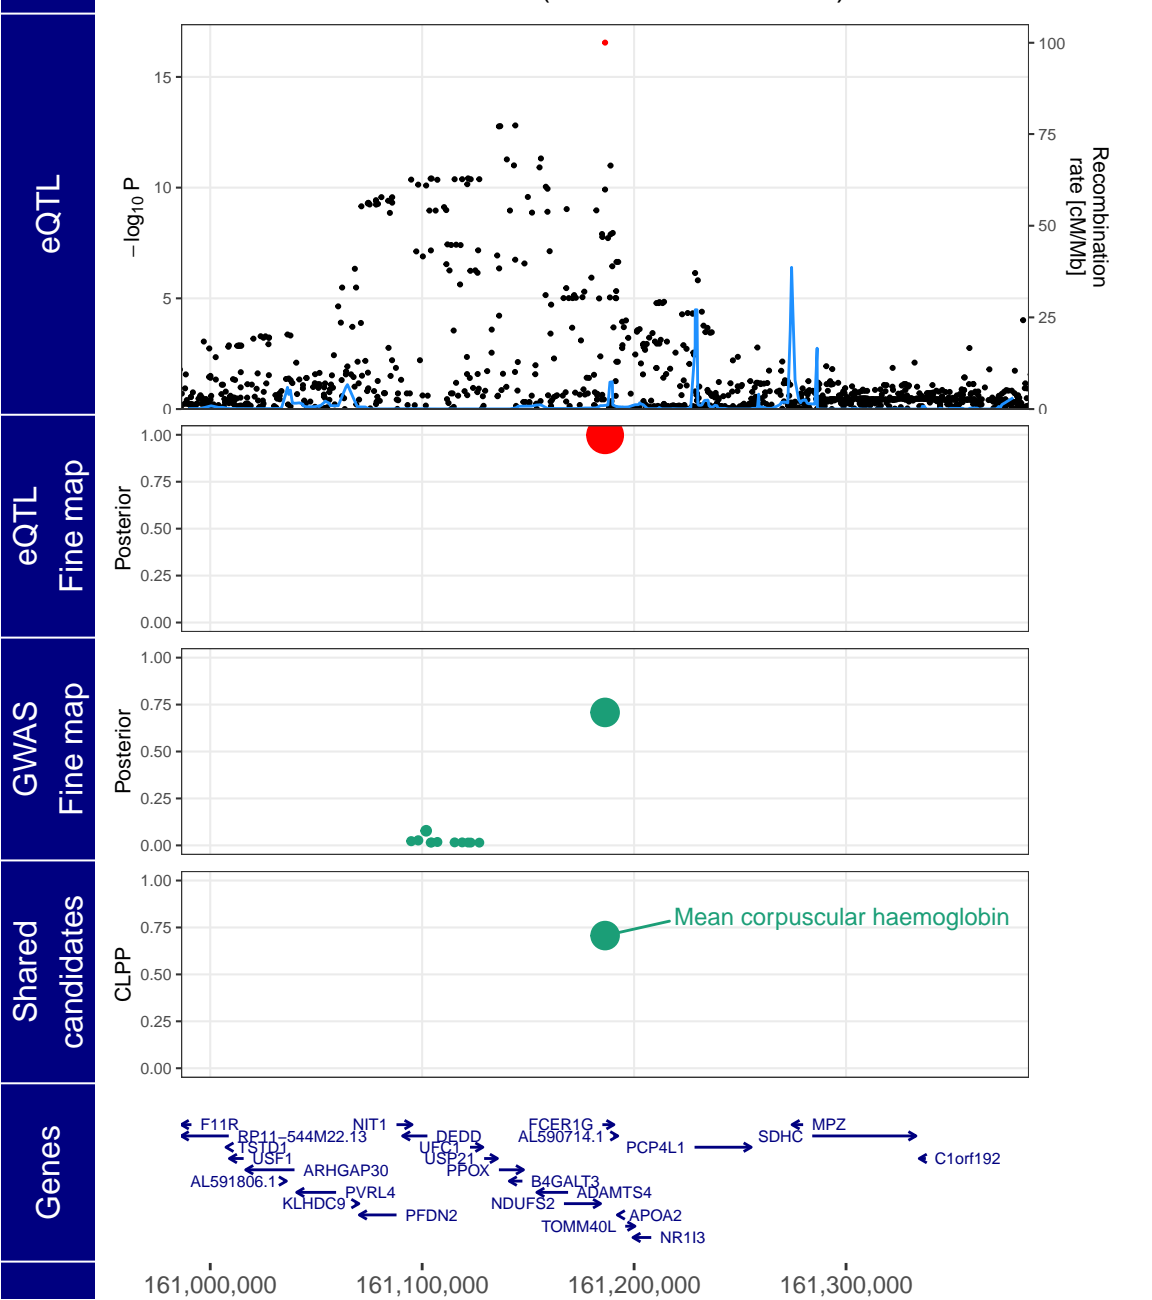 eQTL
−log10 P
15
10
5
0
100
75
50
25
0
Recombination
rate [cM/Mb]
eQTL
Fine map
Posterior
1.00
0.75
0.50
0.25
0.00
GWAS
Fine map
Posterior
1.00
0.75
0.50
0.25
0.00
Shared
candidates
CLPP
1.00
0.75
0.50
0.25
0.00
Mean corpuscular haemoglobin
Genes
F11R NIT1 FCER1G MPZ
RP11−544M22.13 DEDD AL590714.1 SDHC
TSTD1 UFC1 PCP4L1
USF1 USP21 C1orf192
ARHGAP30 PPOX
AL591806.1 B4GALT3
PVRL4 ADAMTS4
KLHDC9 NDUFS2
PFDN2 APOA2
TOMM40L
NR1I3
161,000,000 161,100,000 161,200,000 161,300,000